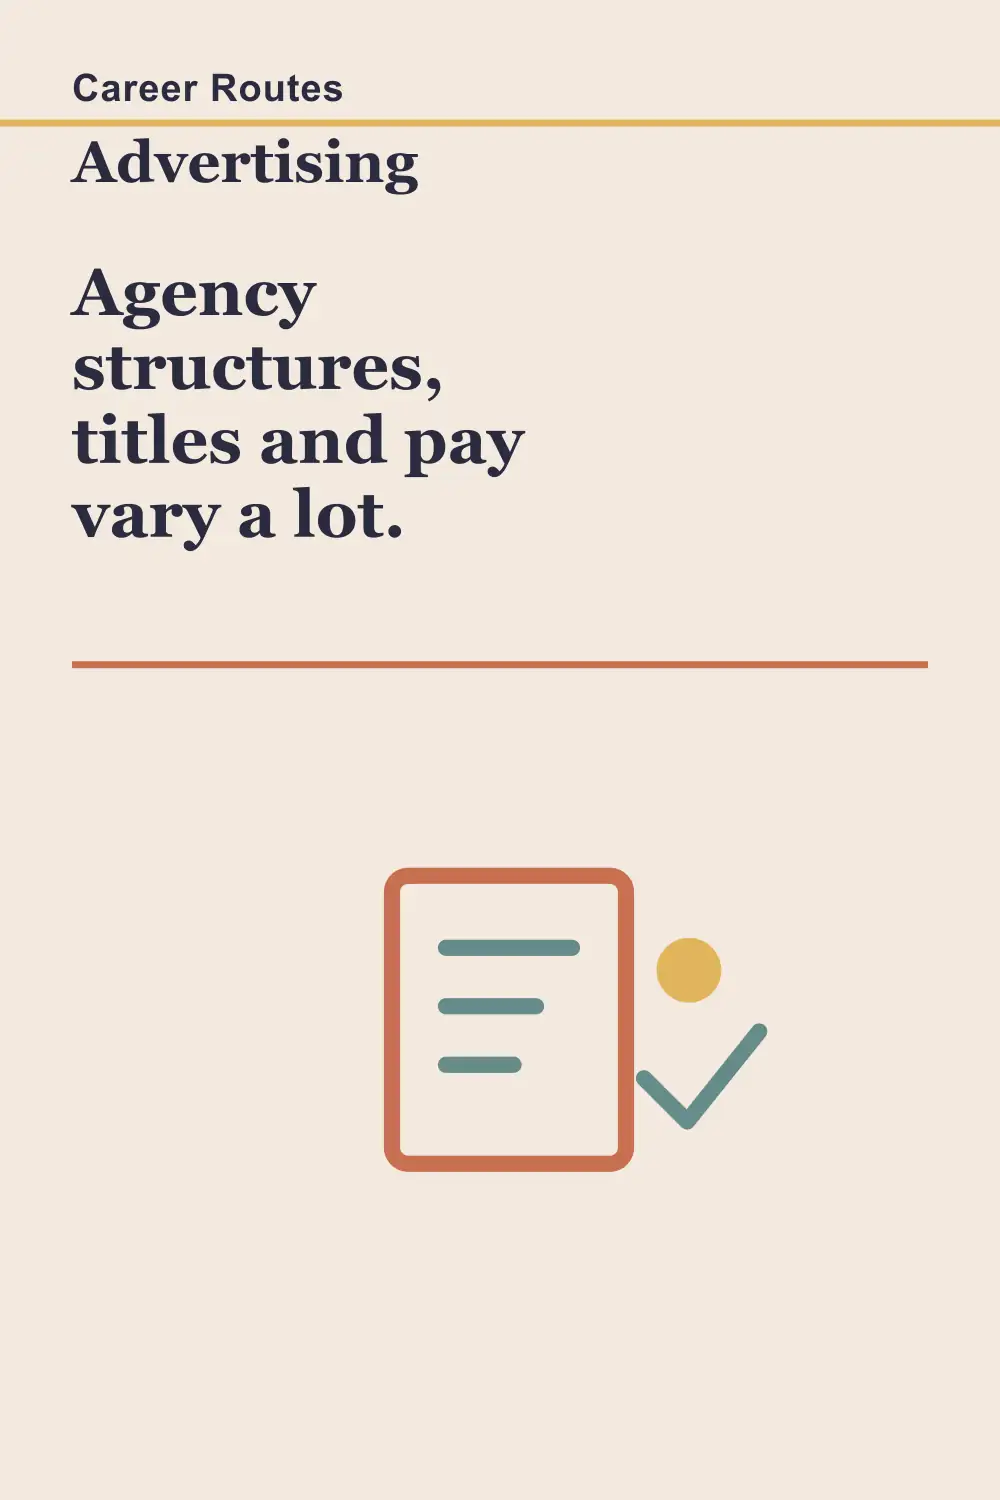 Career Routes
Advertising
Agency
structures,
titles and pay
vary a lot.